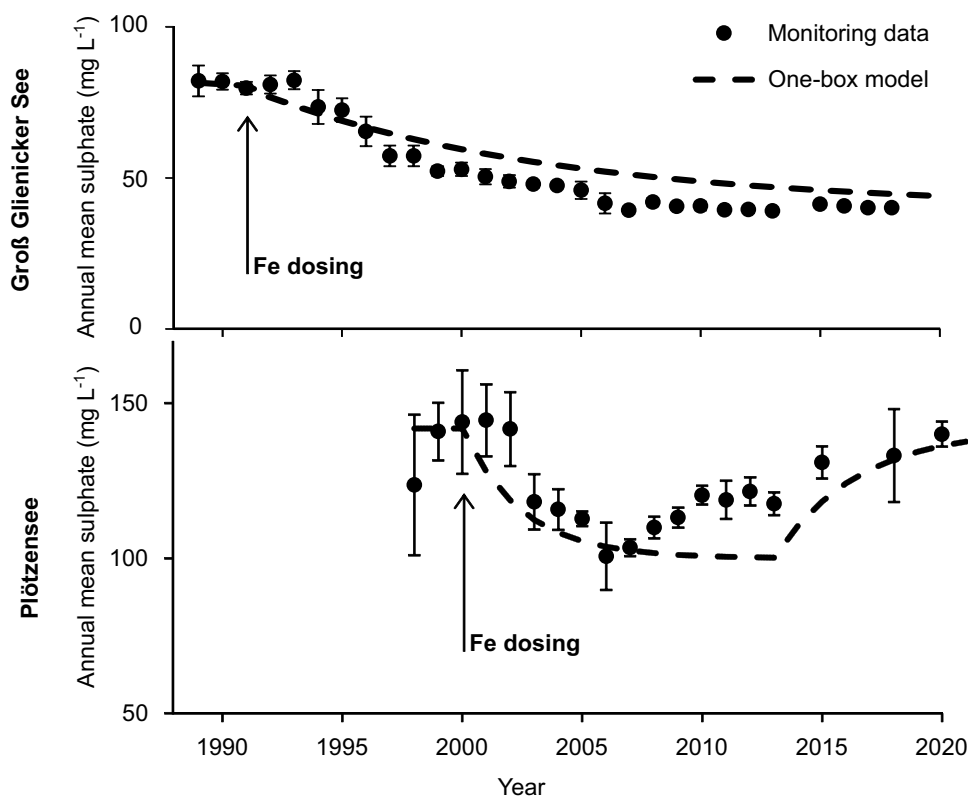 100
Monitoring data
One-box model
50
0
Groß Glienicker See
Annual mean sulphate (mg L⁻¹)
Fe dosing
150
100
50
Plötzensee
Annual mean sulphate (mg L⁻¹)
Fe dosing
1990 1995 2000 2005 2010 2015 2020
Year